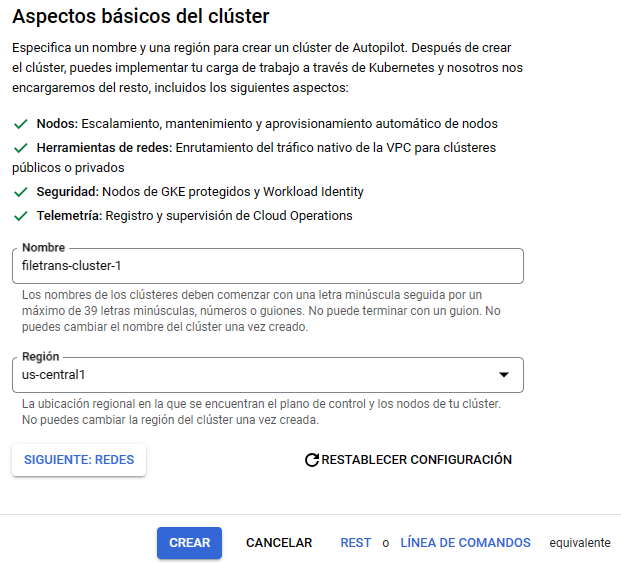 Aspectos básicos del clúster
Especifica un nombre y una región para crear un clúster de Autopilot. Después de crear
el clúster, puedes implementar tu carga de trabajo a través de Kubernetes y nosotros nos
encargaremos del resto, incluidos los siguientes aspectos:
Nodos: Escalamiento, mantenimiento y aprovisionamiento automático de nodos
Herramientas de redes: Enrutamiento del tráfico nativo de la VPC para clústeres
públicos o privados
Seguridad: Nodos de GKE protegidos y Workload Identity
Telemetría: Registro y supervisión de Cloud Operations
Nombre
filetrans-cluster-1
Los nombres de los clústeres deben comenzar con una letra minúscula seguida por un
máximo de 39 letras minúsculas, números o guiones. No puede terminar con un guion. No
puedes cambiar el nombre del clúster una vez creado.
Región
us-central1
La ubicación regional en la que se encuentran el plano de control y los nodos de tu clúster.
No puedes cambiar la región del clúster una vez creada.
SIGUIENTE: REDES
RESTABLECER CONFIGURACIÓN
CREAR CANCELAR REST o LÍNEA DE COMANDOS equivalente